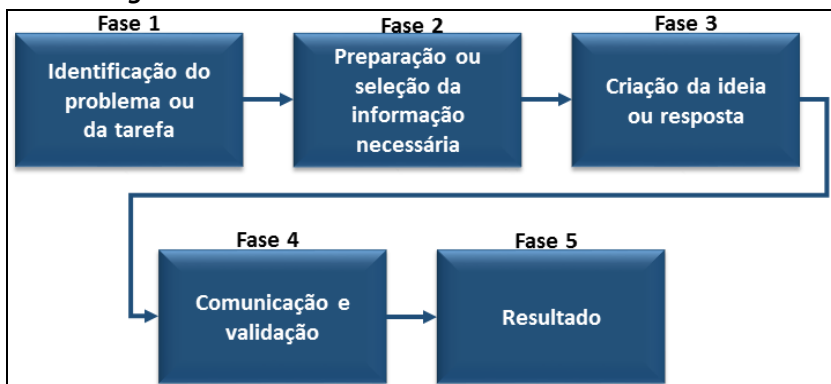 Fase 1
Identificação do
problema ou
da tarefa
Fase 2
Preparação ou
seleção da
informação
necessária
Fase 3
Criação da ideia
ou resposta
Fase 4
Comunicação e
validação
Fase 5
Resultado